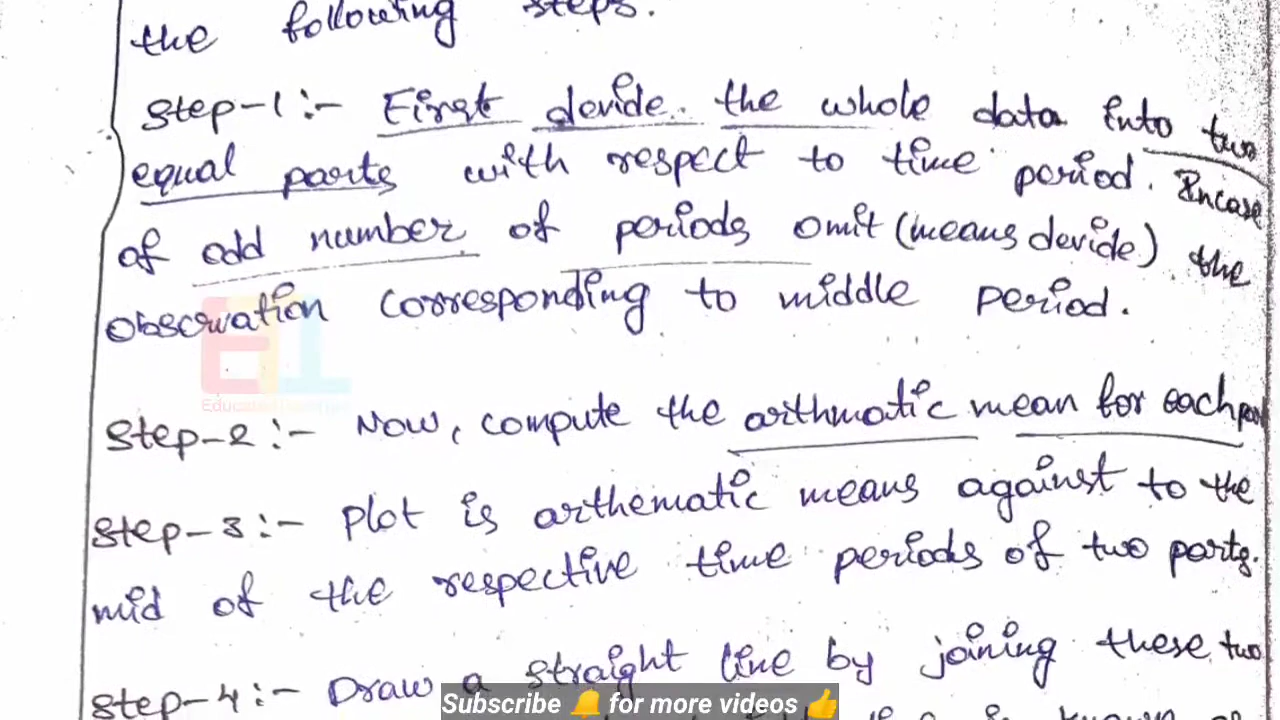 the following steps.
Step-1:- First devide. the whole data into two
equal parts with respect to time period. Incase
of odd number of periods omit (means devide) the
observation corresponding to middle period.
Step-2:- Now, compute the arithmatic mean for each part
Step-3:- Plot is arthematic means against to the
mid of the respective time periods of two parts.
Step-4:- Draw a straight line by joining these two
Subscribe 🔔 for more videos 👍